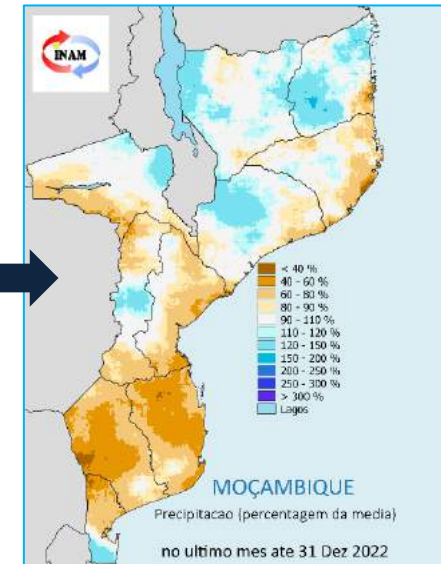 INAM
< 40 %
40 - 60 %
60 - 80 %
80 - 90 %
90 - 110 %
110 - 120 %
120 - 150 %
150 - 200 %
200 - 250 %
250 - 300 %
> 300 %
Lagos
MOÇAMBIQUE
Precipitacao (percentagem da media)
no ultimo mes ate 31 Dez 2022